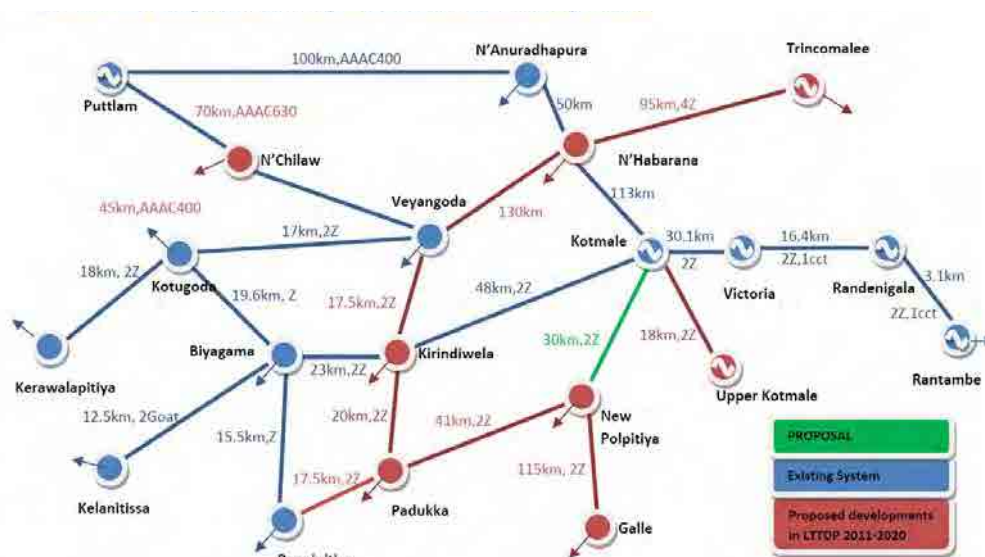 100km,AAAC400
N'Anuradhapura
Trincomalee
Puttlam
70km,AAAC630
50km
95km,4Z
N'Chilaw
N'Habarana
45km,AAAC400
Veyangoda
130km
113km
17km,2Z
Kotmale
30.1km
2Z
16.4km
2Z,1cct
18km, 2Z
Kotugoda
Victoria
Randenigala
3.1km
2Z,1cct
19.6km, Z
17.5km,2Z
48km,2Z
Biyagama
Kirindiwela
30km,2Z
18km,2Z
Kerawalapitiya
23km,2Z
Rantambe
Upper Kotmale
12.5km, 2Goat
15.5km,Z
20km,2Z
41km,2Z
New
Polpitiya
PROPOSAL
17.5km,2Z
115km, 2Z
Existing System
Kelanitissa
Padukka
Galle
Proposed developments
in LTTDP 2011-2020